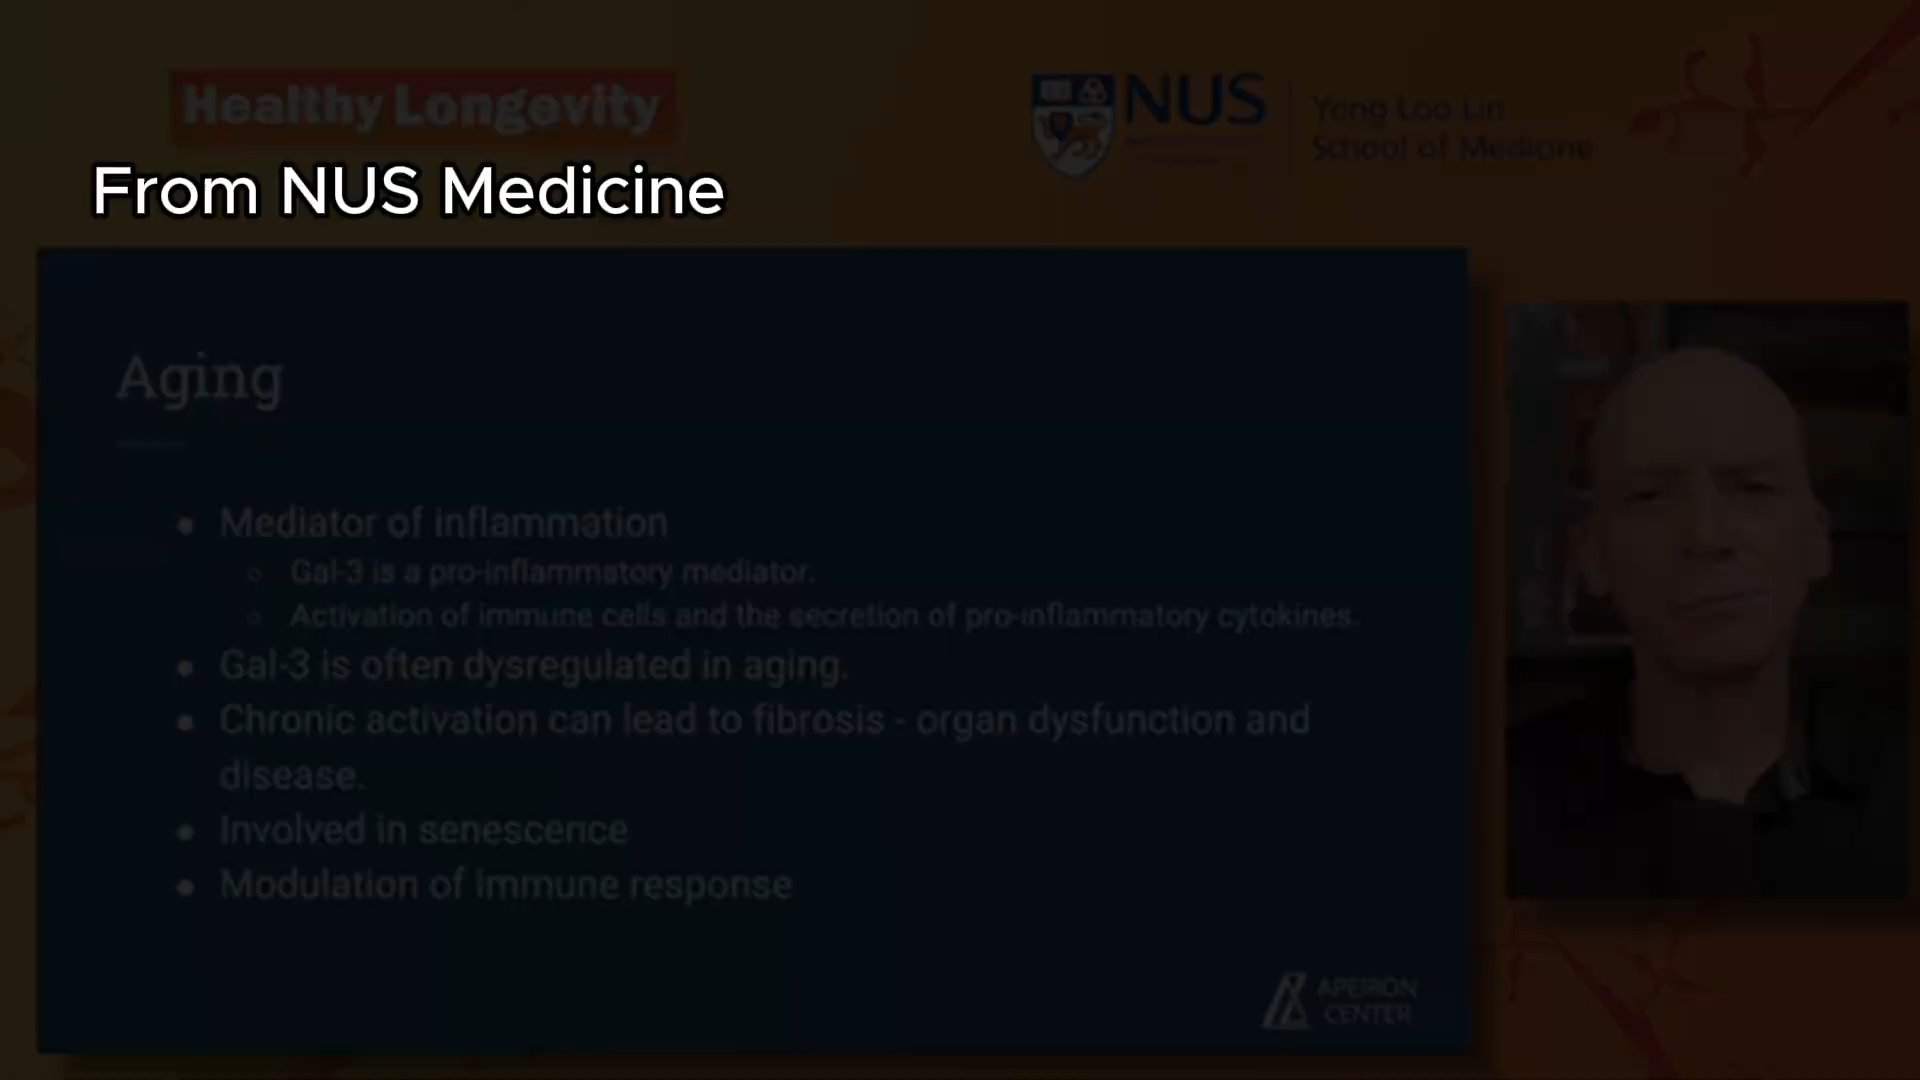 Healthy Longevity
NUS
Yong Loo Lin
School of Medicine
From NUS Medicine
Aging
Mediator of inflammation
Gal-3 is a pro-inflammatory mediator.
Activation of immune cells and the secretion of pro-inflammatory cytokines.
Gal-3 is often dysregulated in aging.
Chronic activation can lead to fibrosis - organ dysfunction and
disease.
Involved in senescence
Modulation of immune response
APEIRON
CENTER